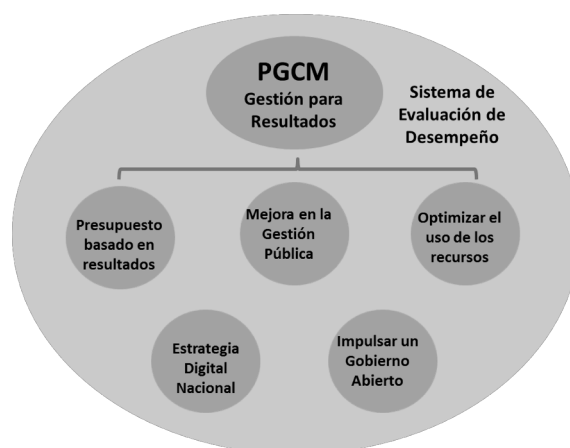 PGCM
Gestión para
Resultados
Sistema de
Evaluación de
Desempeño
Presupuesto
basado en
resultados
Mejora en la
Gestión
Pública
Optimizar el
uso de los
recursos
Estrategia
Digital
Nacional
Impulsar un
Gobierno
Abierto